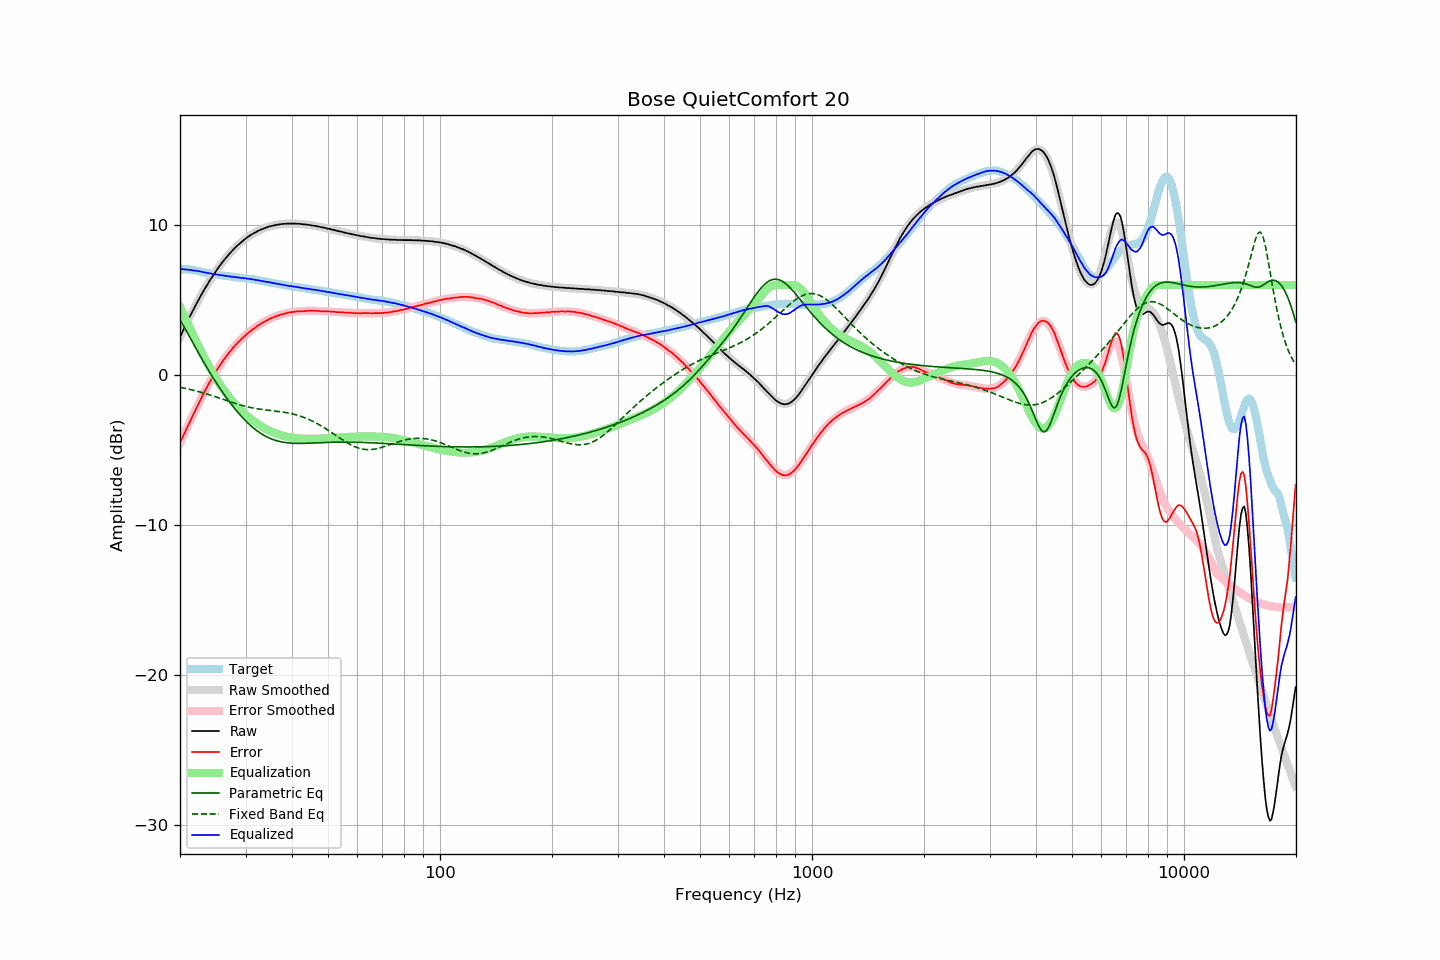 Bose QuietComfort 20
Amplitude (dBr)
10
0
−10
−20
−30
Target
Raw Smoothed
Error Smoothed
Raw
Error
Equalization
Parametric Eq
Fixed Band Eq
Equalized
100
1000
10000
Frequency (Hz)